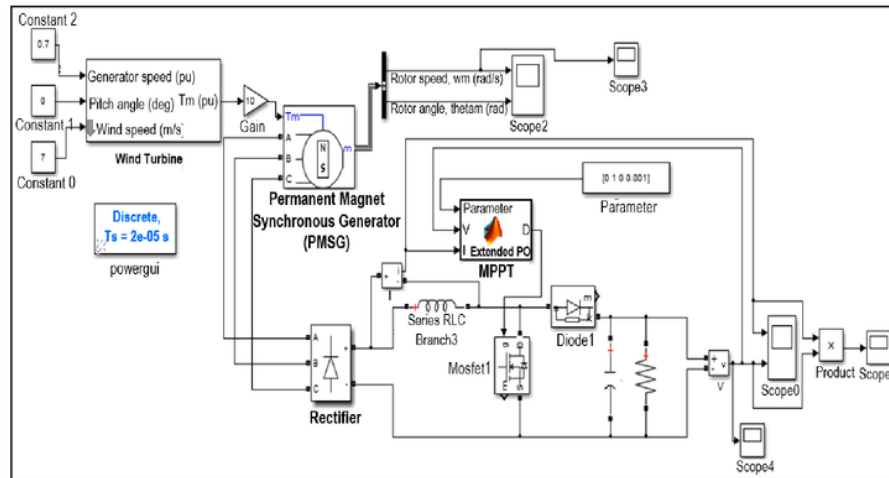 Constant 2
0.7
Generator speed (pu)
0
Pitch angle (deg)
Tm (pu)
Constant 1
Wind speed (m/s)
7
Constant 0
Wind Turbine
10
Gain
Tm
A
B
C
m
N
S
Permanent Magnet
Synchronous Generator
(PMSG)
Rotor speed, wm (rad/s)
Rotor angle, thetam (rad)
Scope2
Scope3
Discrete,
Ts = 2e-05 s
powergui
Parameter
V
I
D
Extended PO
MPPT
[0 1 0 0.001]
Parameter
+
i
-
I
Series RLC
Branch3
Mosfet1
m
k
Diode1
A
B
C
+
-
Rectifier
+
-
v
V
Scope0
x
Product
Scope
Scope4